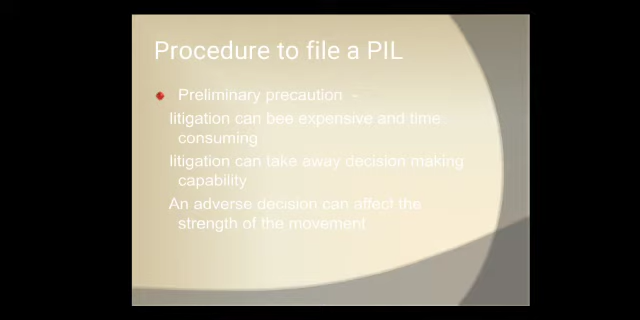 Procedure to file a PIL
Preliminary precaution -
litigation can bee expensive and time
consuming
litigation can take away decision making
capability
An adverse decision can affect the
strength of the movement